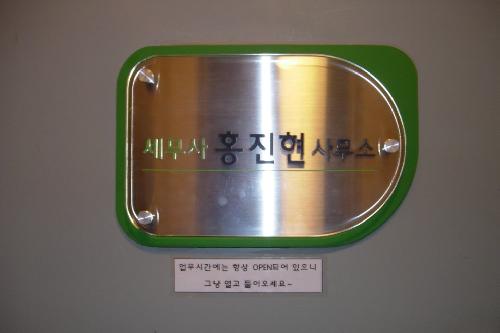 세무사 홍진현 사무소
업무시간에는 항상 OPEN되어 있으니
그냥 열고 들어오세요~